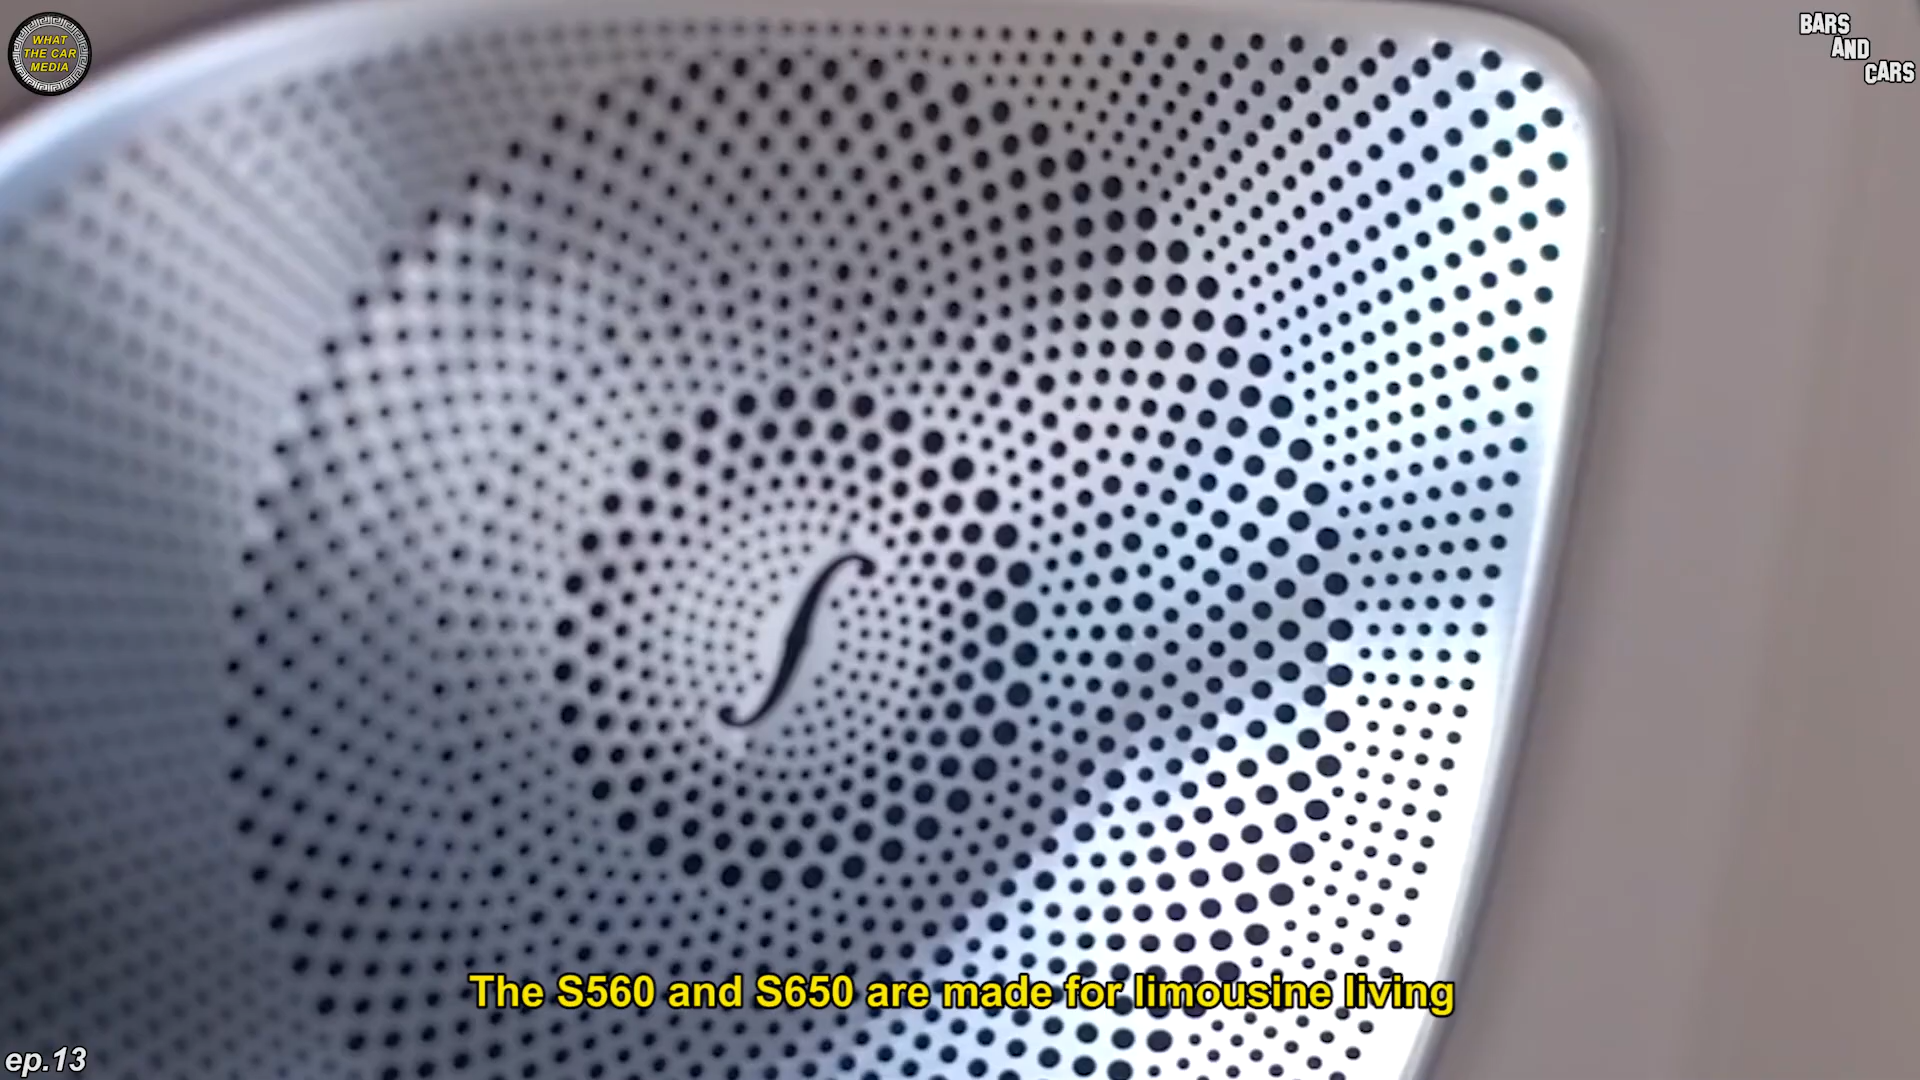 WHAT
THE CAR
MEDIA
BARS
AND
CARS
The S560 and S650 are made for limousine living
ep.13